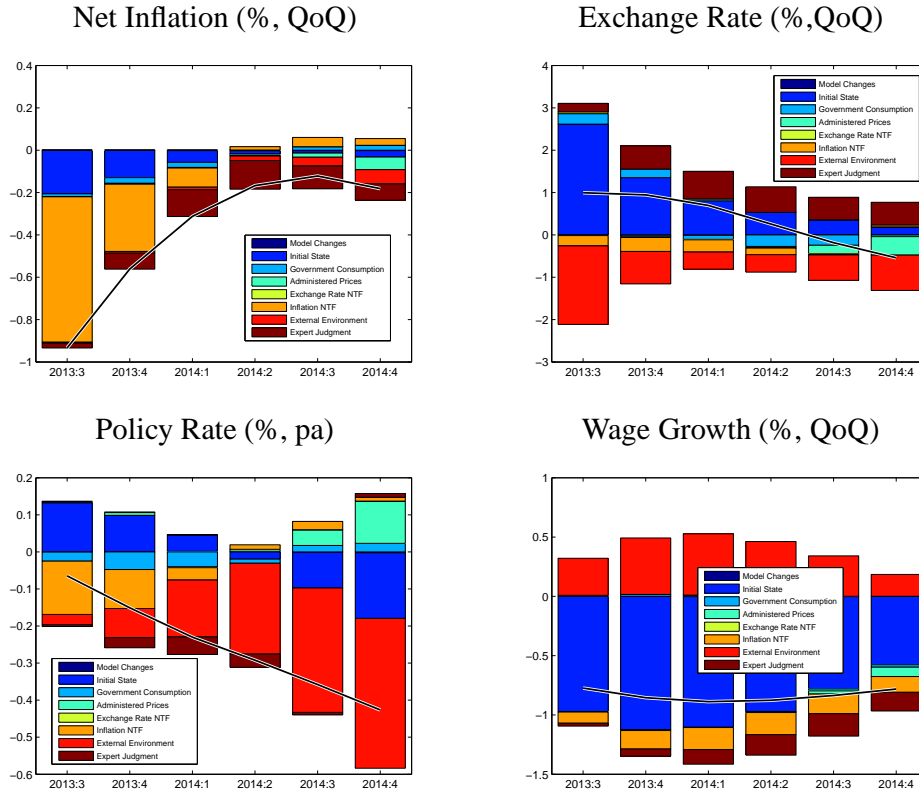 Net Inflation (%, QoQ)
0.4
0.2
0
−0.2
−0.4
−0.6
−0.8
−1
Model Changes
Initial State
Government Consumption
Administered Prices
Exchange Rate NTF
Inflation NTF
External Environment
Expert Judgment
2013:3 2013:4 2014:1 2014:2 2014:3 2014:4
Exchange Rate (%,QoQ)
4
3
2
1
0
−1
−2
−3
Model Changes
Initial State
Government Consumption
Administered Prices
Exchange Rate NTF
Inflation NTF
External Environment
Expert Judgment
2013:3 2013:4 2014:1 2014:2 2014:3 2014:4
Policy Rate (%, pa)
0.2
0.1
0
−0.1
−0.2
−0.3
−0.4
−0.5
−0.6
Model Changes
Initial State
Government Consumption
Administered Prices
Exchange Rate NTF
Inflation NTF
External Environment
Expert Judgment
2013:3 2013:4 2014:1 2014:2 2014:3 2014:4
Wage Growth (%, QoQ)
1
0.5
0
−0.5
−1
−1.5
Model Changes
Initial State
Government Consumption
Administered Prices
Exchange Rate NTF
Inflation NTF
External Environment
Expert Judgment
2013:3 2013:4 2014:1 2014:2 2014:3 2014:4